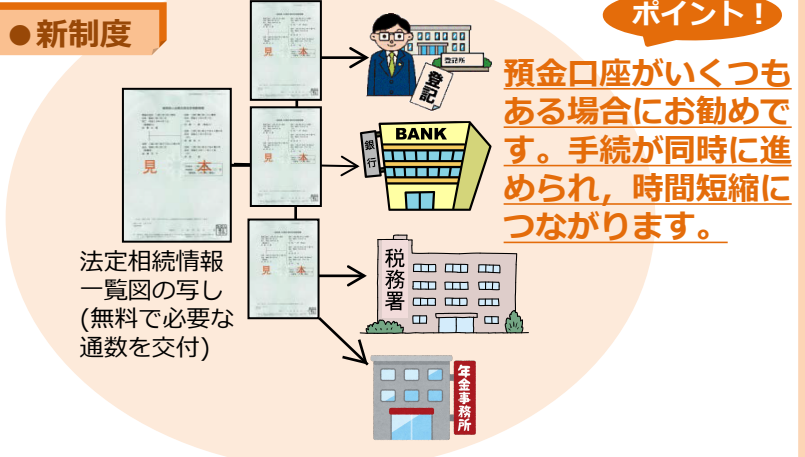 ●新制度
ポイント！
預金口座がいくつも
ある場合にお勧めで
す。手続が同時に進
められ，時間短縮に
つながります。
見本
登記所
登記
見本
見本
銀行
BANK
見本
税務署
年金事務所
法定相続情報
一覧図の写し
(無料で必要な
通数を交付)